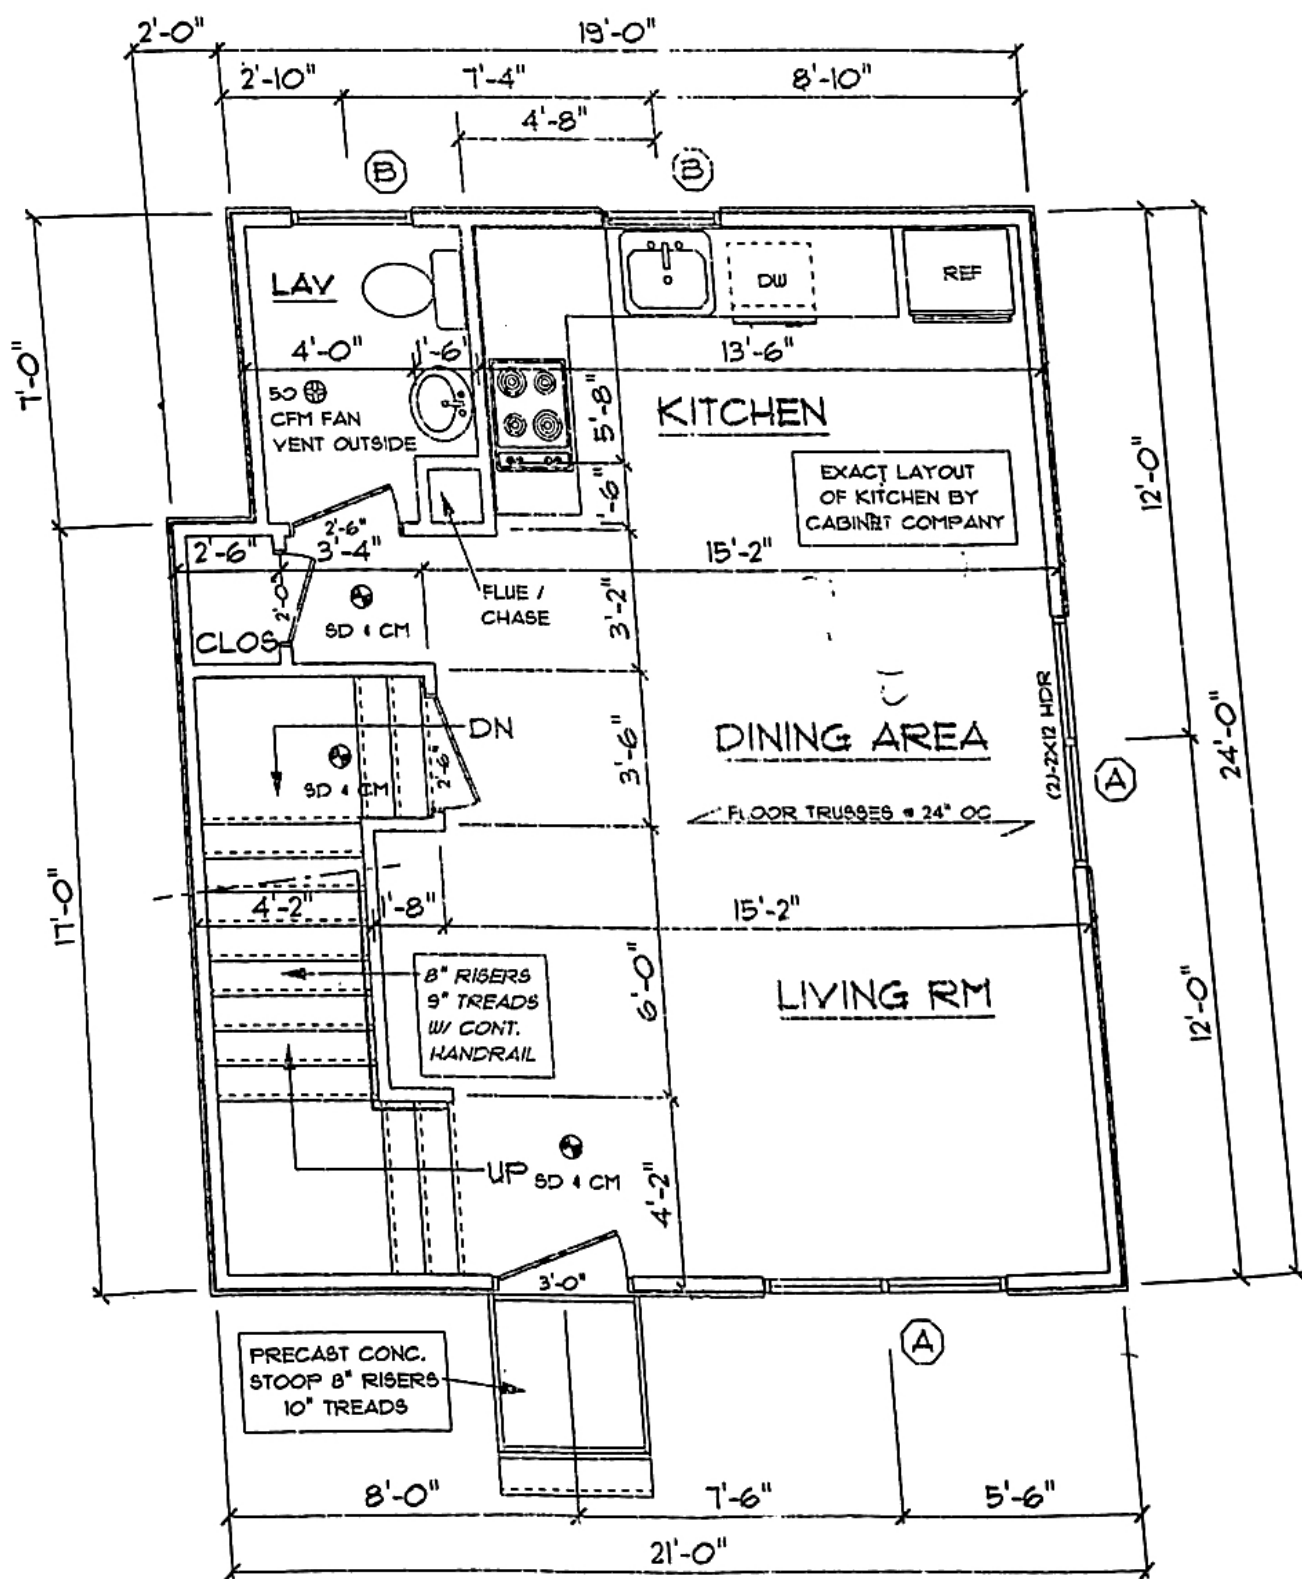 2'-0"
19'-0"
2'-10"
7'-4"
8'-10"
4'-8"
B
B
LAV
DW
REF
4'-0"
1'-6"
13'-6"
7'-0"
50
CFM FAN
VENT OUTSIDE
5'-8"
KITCHEN
EXACT LAYOUT
OF KITCHEN BY
CABINET COMPANY
12'-0"
1'-6"
2'-6"
2'-6"
3'-4"
15'-2"
2'-0"
FLUE /
CHASE
3'-2"
CLOS
SD & CM
DN
DINING AREA
(2)-2X12 HDR
24'-0"
3'-6"
2'-6"
SD & CM
A
FLOOR TRUSSES @ 24" OC
17'-0"
4'-2"
1'-8"
15'-2"
8" RISERS
9" TREADS
W/ CONT.
HANDRAIL
6'-0"
LIVING RM
12'-0"
UP
SD & CM
4'-2"
3'-0"
A
PRECAST CONC.
STOOP 8" RISERS
10" TREADS
8'-0"
7'-6"
5'-6"
21'-0"